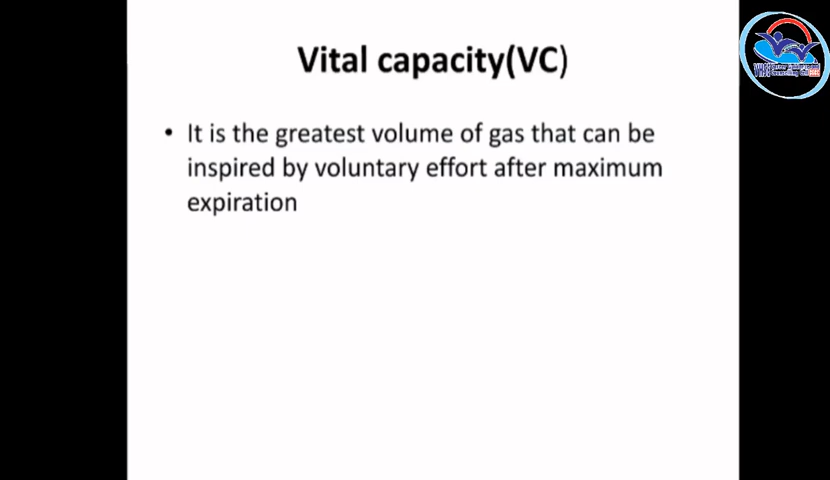 Vital capacity(VC)
• It is the greatest volume of gas that can be
inspired by voluntary effort after maximum
expiration